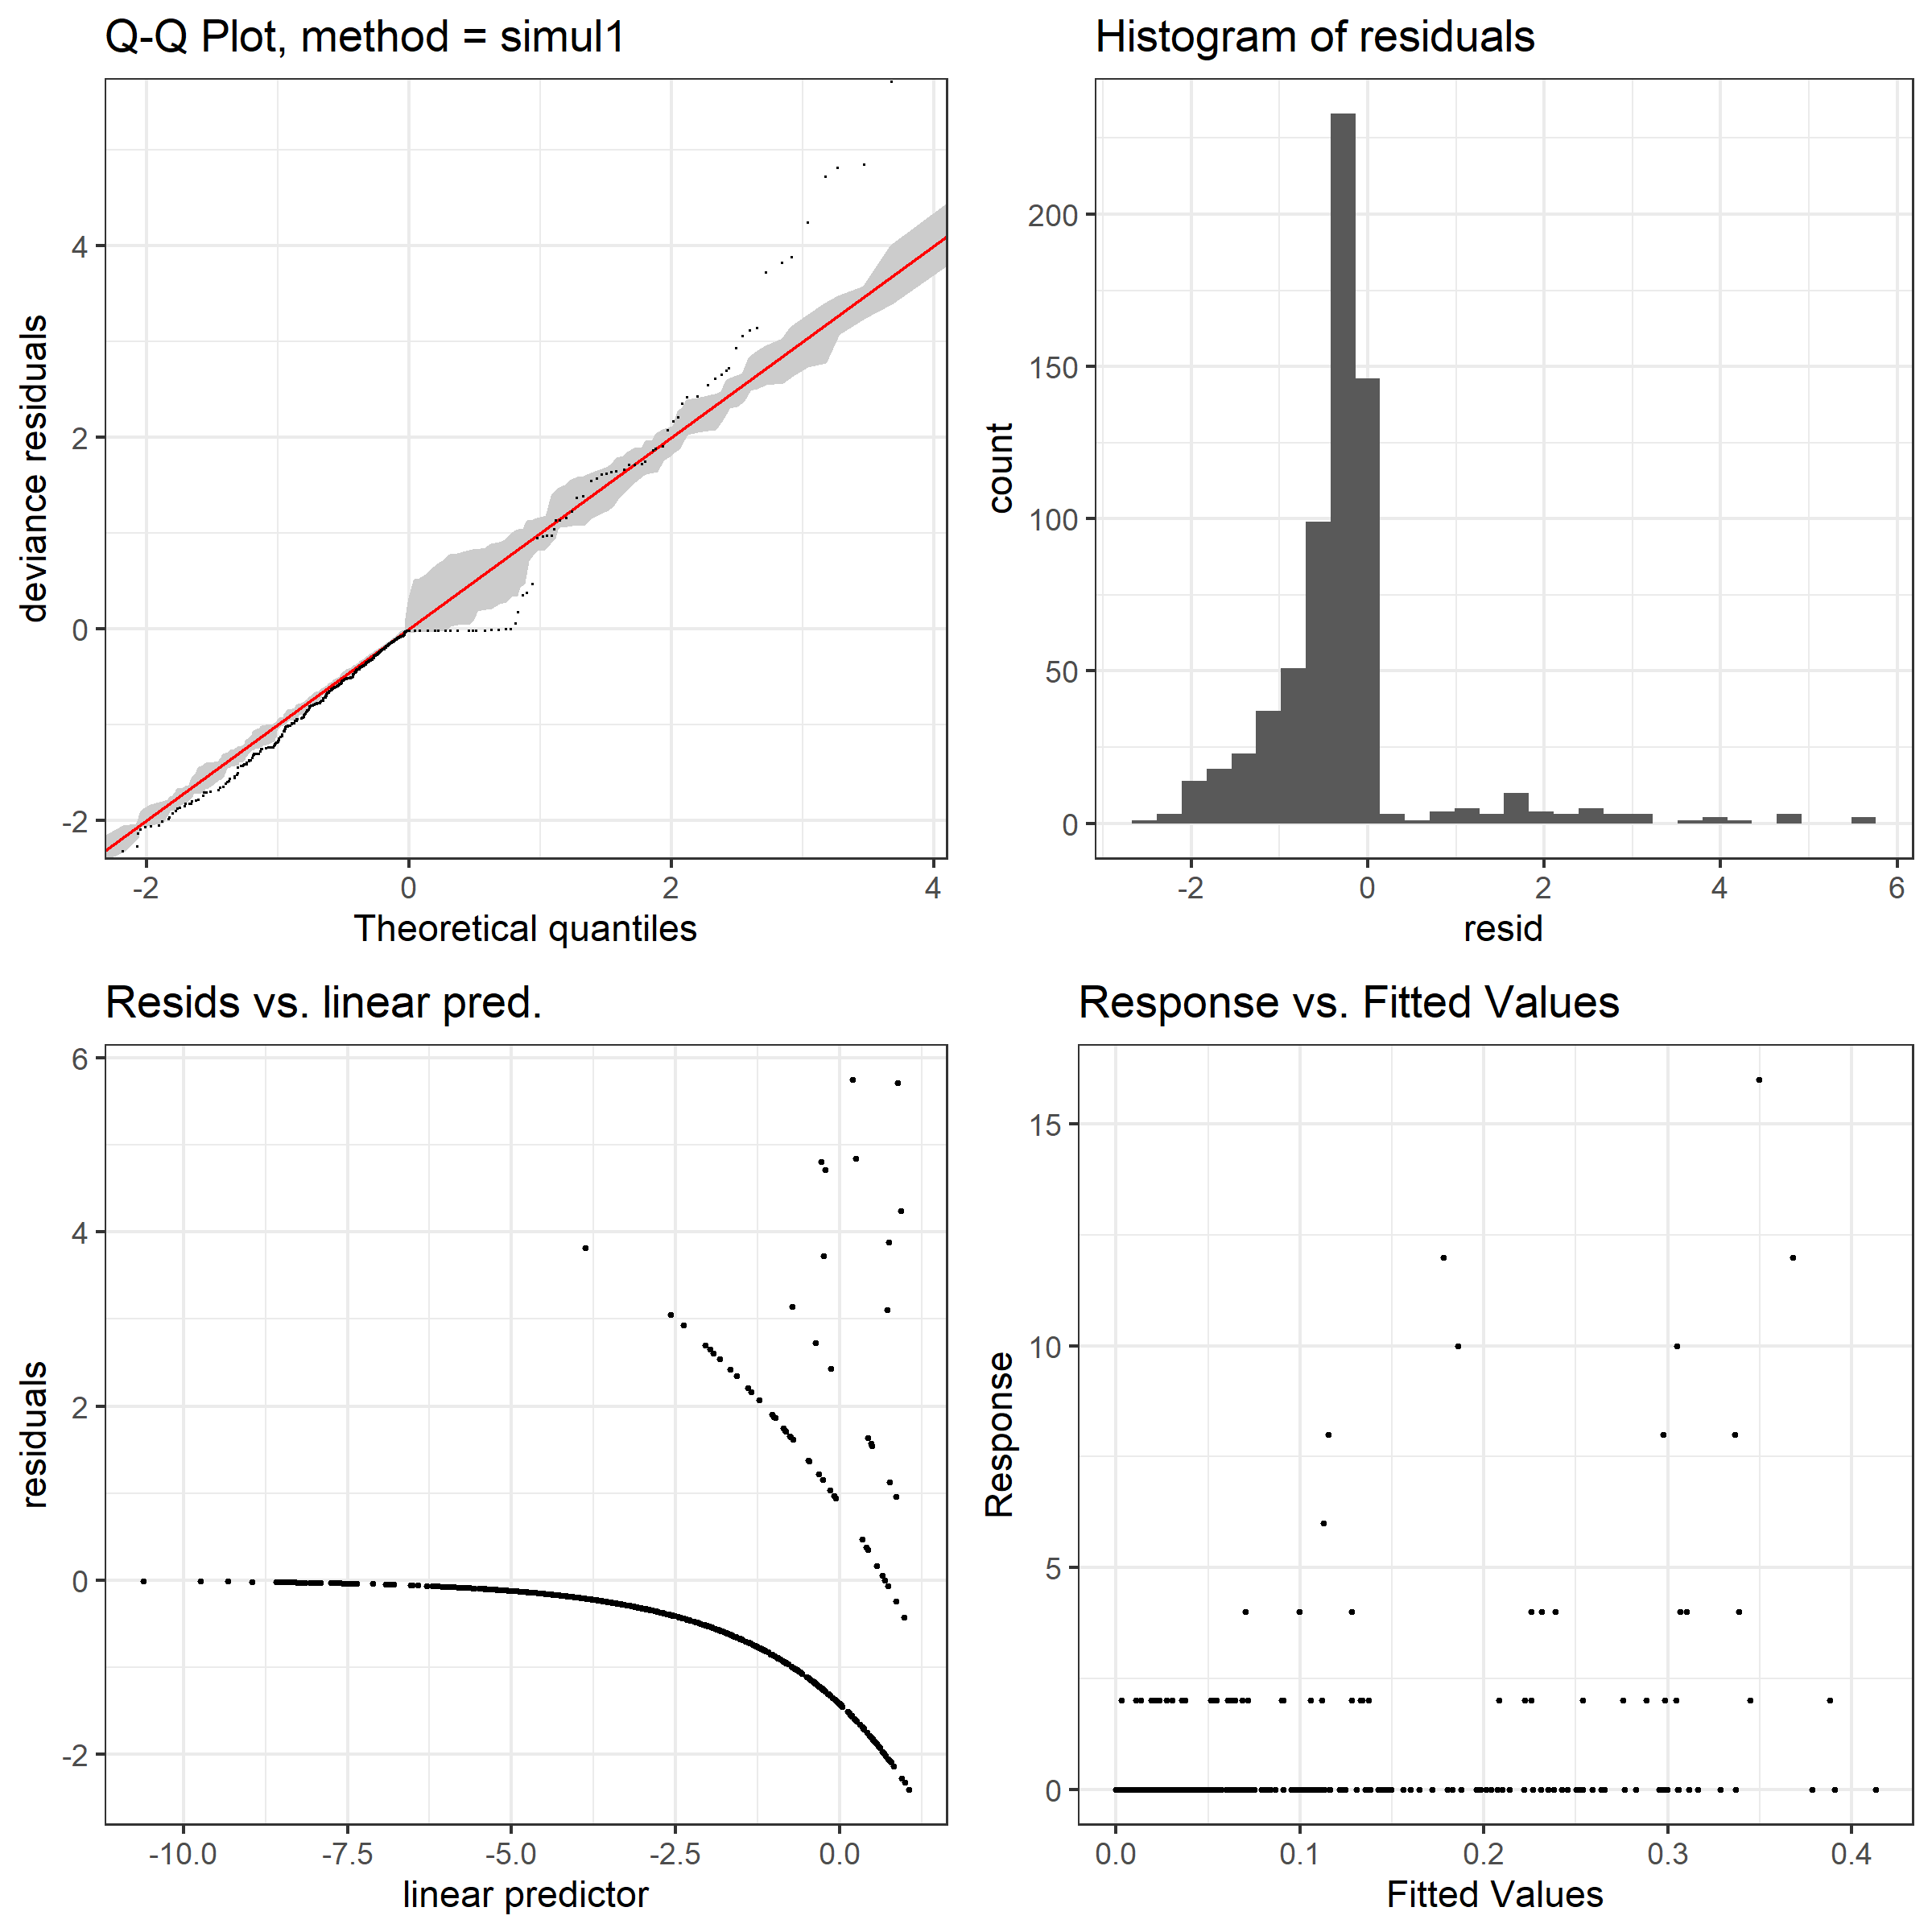 Q-Q Plot, method = simul1
4
2
0
-2
-2 0 2 4
deviance residuals
Theoretical quantiles
Histogram of residuals
200
150
100
50
0
-2 0 2 4 6
count
resid
Resids vs. linear pred.
6
4
2
0
-2
-10.0 -7.5 -5.0 -2.5 0.0
residuals
linear predictor
Response vs. Fitted Values
15
10
5
0
0.0 0.1 0.2 0.3 0.4
Response
Fitted Values